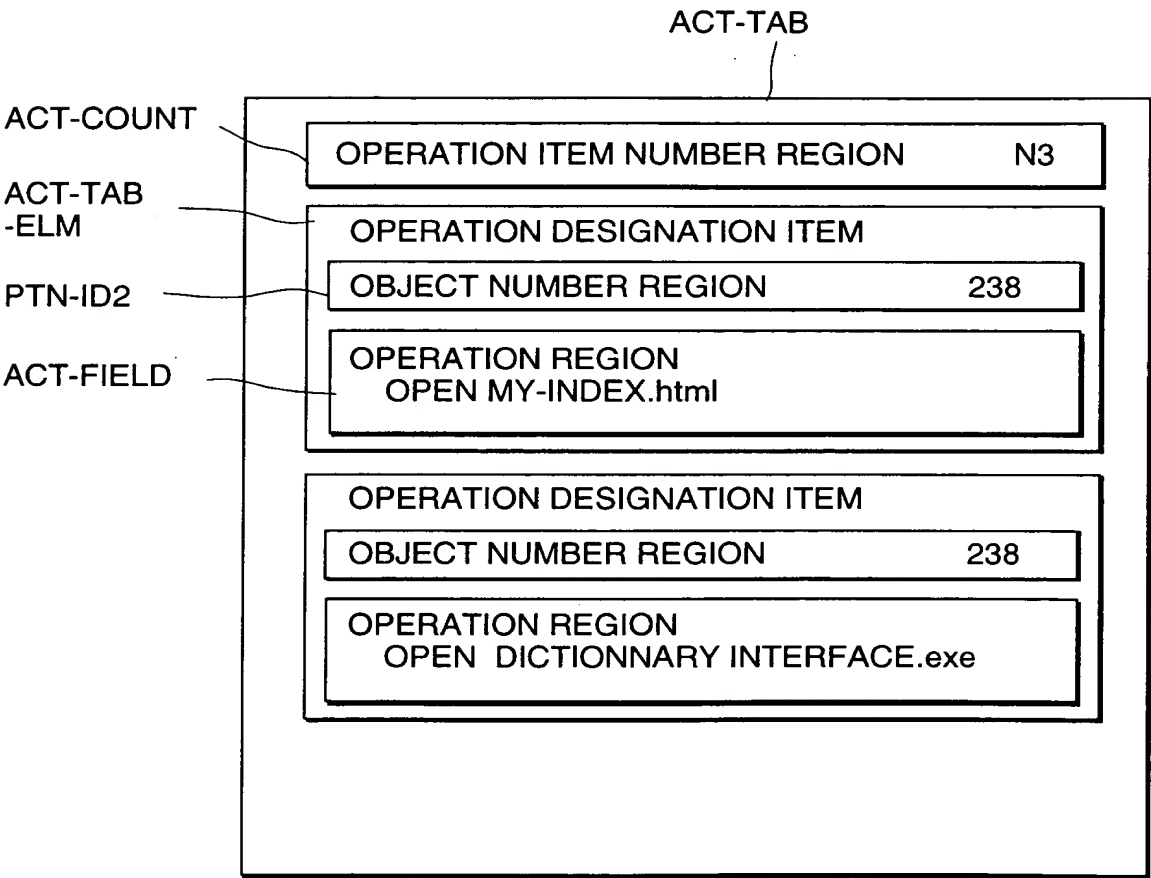 ACT-TAB
ACT-COUNT
OPERATION ITEM NUMBER REGION N3
ACT-TAB
-ELM
OPERATION DESIGNATION ITEM
PTN-ID2
OBJECT NUMBER REGION 238
ACT-FIELD
OPERATION REGION
OPEN MY-INDEX.html
OPERATION DESIGNATION ITEM
OBJECT NUMBER REGION 238
OPERATION REGION
OPEN DICTIONNARY INTERFACE.exe